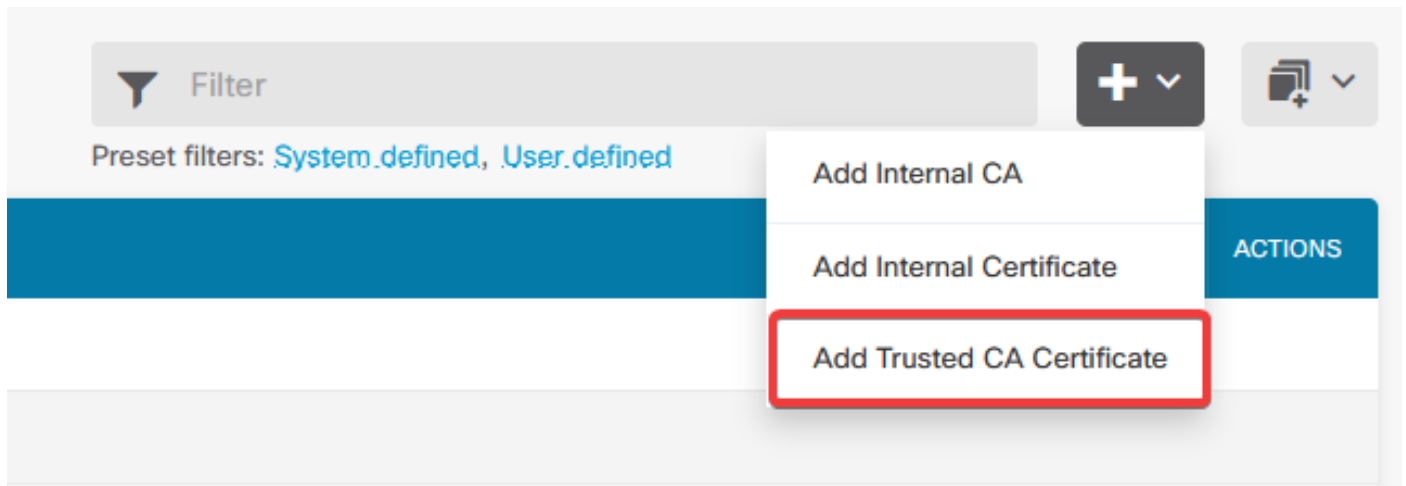 Filter
Preset filters: System defined, User defined
Add Internal CA
Add Internal Certificate
ACTIONS
Add Trusted CA Certificate